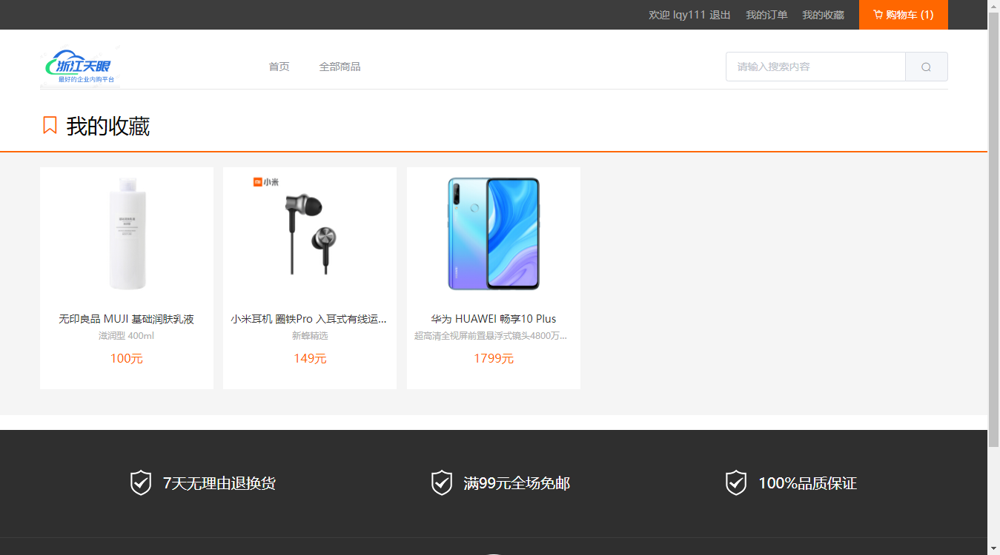 欢迎 lqy111 退出 我的订单 我的收藏 购物车 (1)
浙江天眼
最好的企业内购平台
首页 全部商品 请输入搜索内容
我的收藏
小米
无印良品 MUJI 基础润肤乳液 小米耳机 圈铁Pro 入耳式有线运... 华为 HUAWEI 畅享10 Plus
滋润型 400ml 新蜂精选 超高清全视屏前置悬浮式镜头4800万...
100元 149元 1799元
7天无理由退换货 满99元全场免邮 100%品质保证